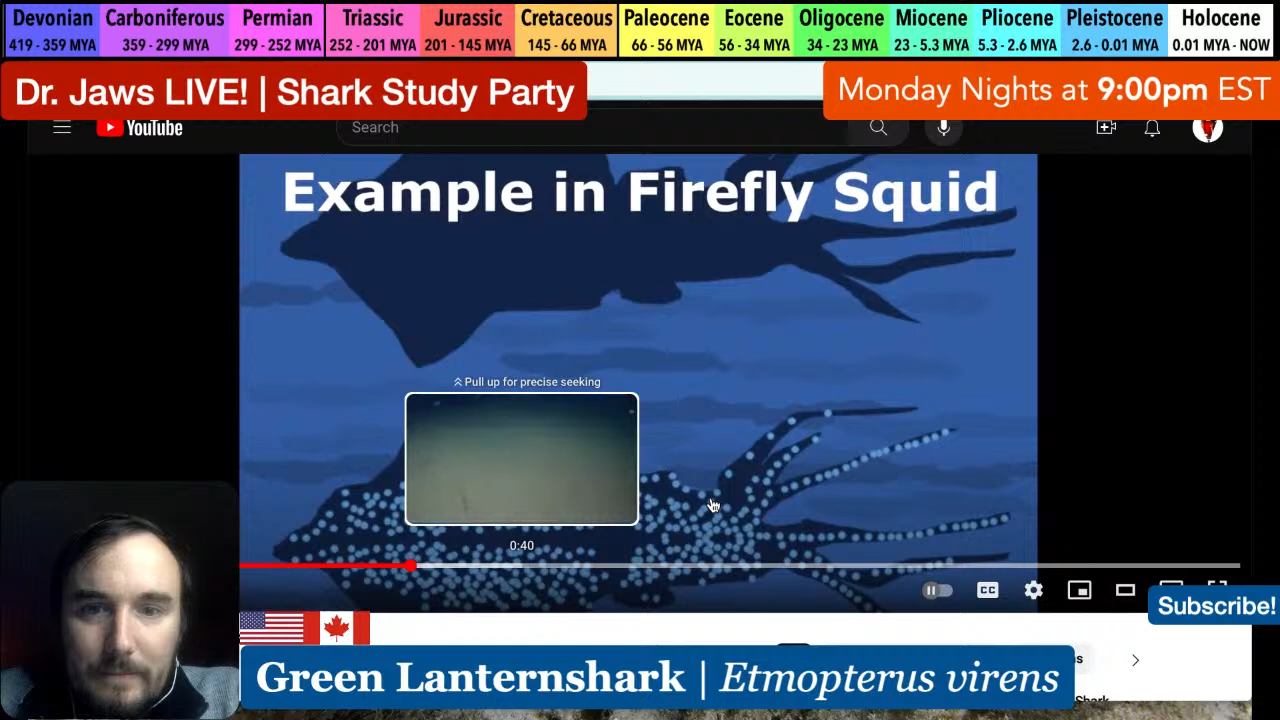 Devonian Carboniferous Permian Triassic Jurassic Cretaceous Paleocene Eocene Oligocene Miocene Pliocene Pleistocene Holocene
419 - 359 MYA 359 - 299 MYA 299 - 252 MYA 252 - 201 MYA 201 - 145 MYA 145 - 66 MYA 66 - 56 MYA 56 - 34 MYA 34 - 23 MYA 23 - 5.3 MYA 5.3 - 2.6 MYA 2.6 - 0.01 MYA 0.01 MYA - NOW
Dr. Jaws LIVE! | Shark Study Party
Monday Nights at 9:00pm EST
YouTube
Search
Example in Firefly Squid
Pull up for precise seeking
0:40
CC
Subscribe!
Green Lanternshark | Etmopterus virens